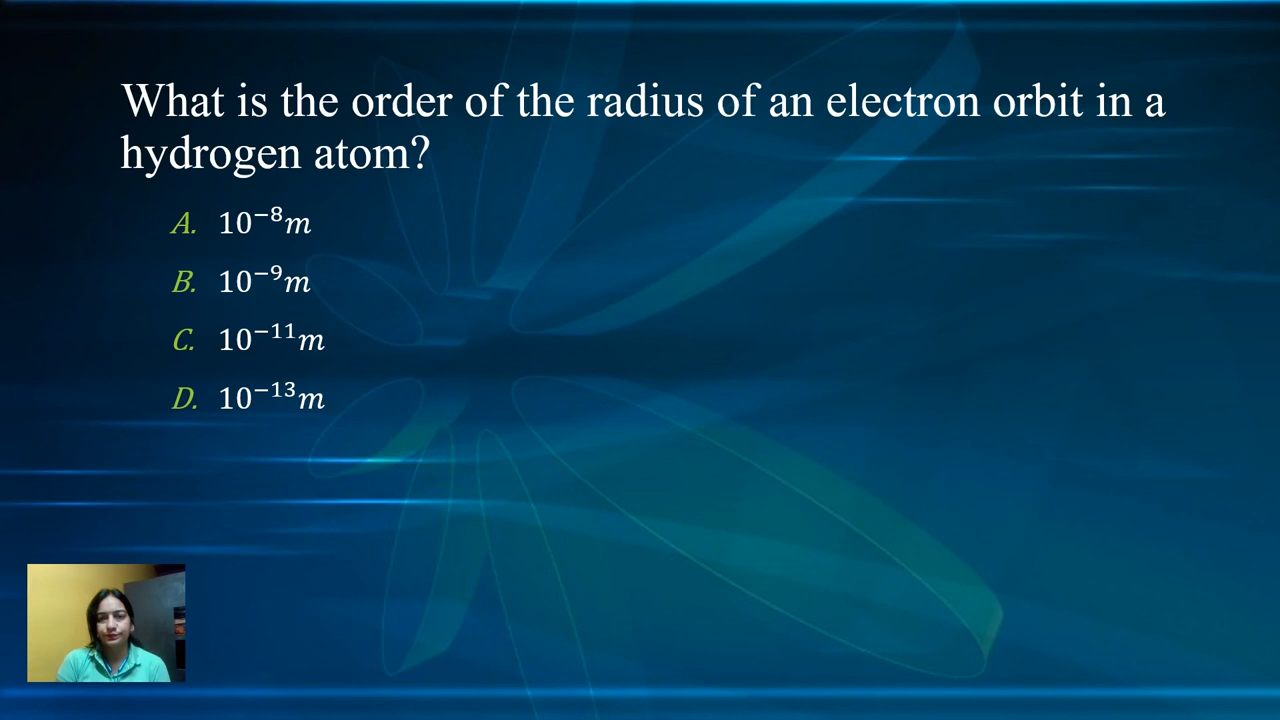 What is the order of the radius of an electron orbit in a
hydrogen atom?
A. 10⁻⁸m
B. 10⁻⁹m
C. 10⁻¹¹m
D. 10⁻¹³m